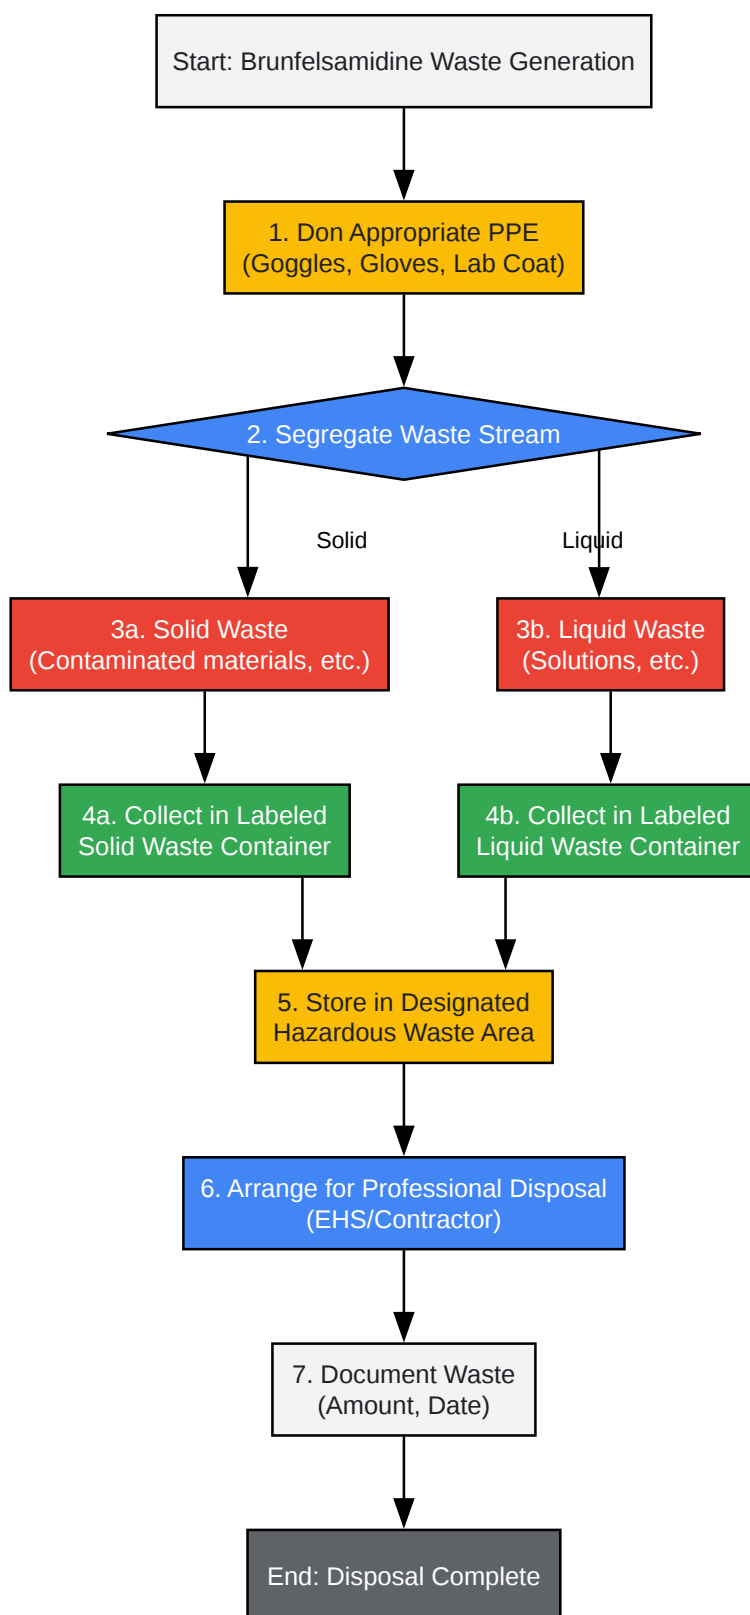 Start: Brunfelsamidine Waste Generation
1. Don Appropriate PPE
(Goggles, Gloves, Lab Coat)
2. Segregate Waste Stream
Solid
Liquid
3a. Solid Waste
(Contaminated materials, etc.)
3b. Liquid Waste
(Solutions, etc.)
4a. Collect in Labeled
Solid Waste Container
4b. Collect in Labeled
Liquid Waste Container
5. Store in Designated
Hazardous Waste Area
6. Arrange for Professional Disposal
(EHS/Contractor)
7. Document Waste
(Amount, Date)
End: Disposal Complete